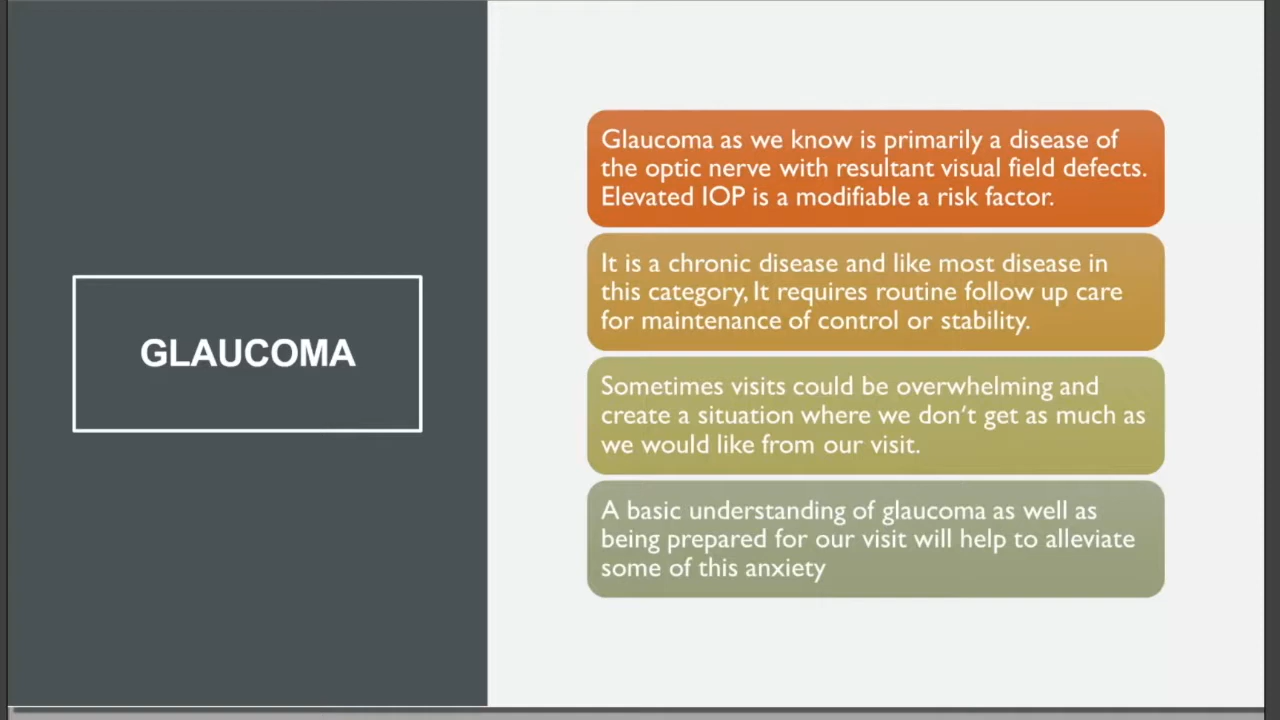 GLAUCOMA
Glaucoma as we know is primarily a disease of
the optic nerve with resultant visual field defects.
Elevated IOP is a modifiable a risk factor.
It is a chronic disease and like most disease in
this category, It requires routine follow up care
for maintenance of control or stability.
Sometimes visits could be overwhelming and
create a situation where we don't get as much as
we would like from our visit.
A basic understanding of glaucoma as well as
being prepared for our visit will help to alleviate
some of this anxiety